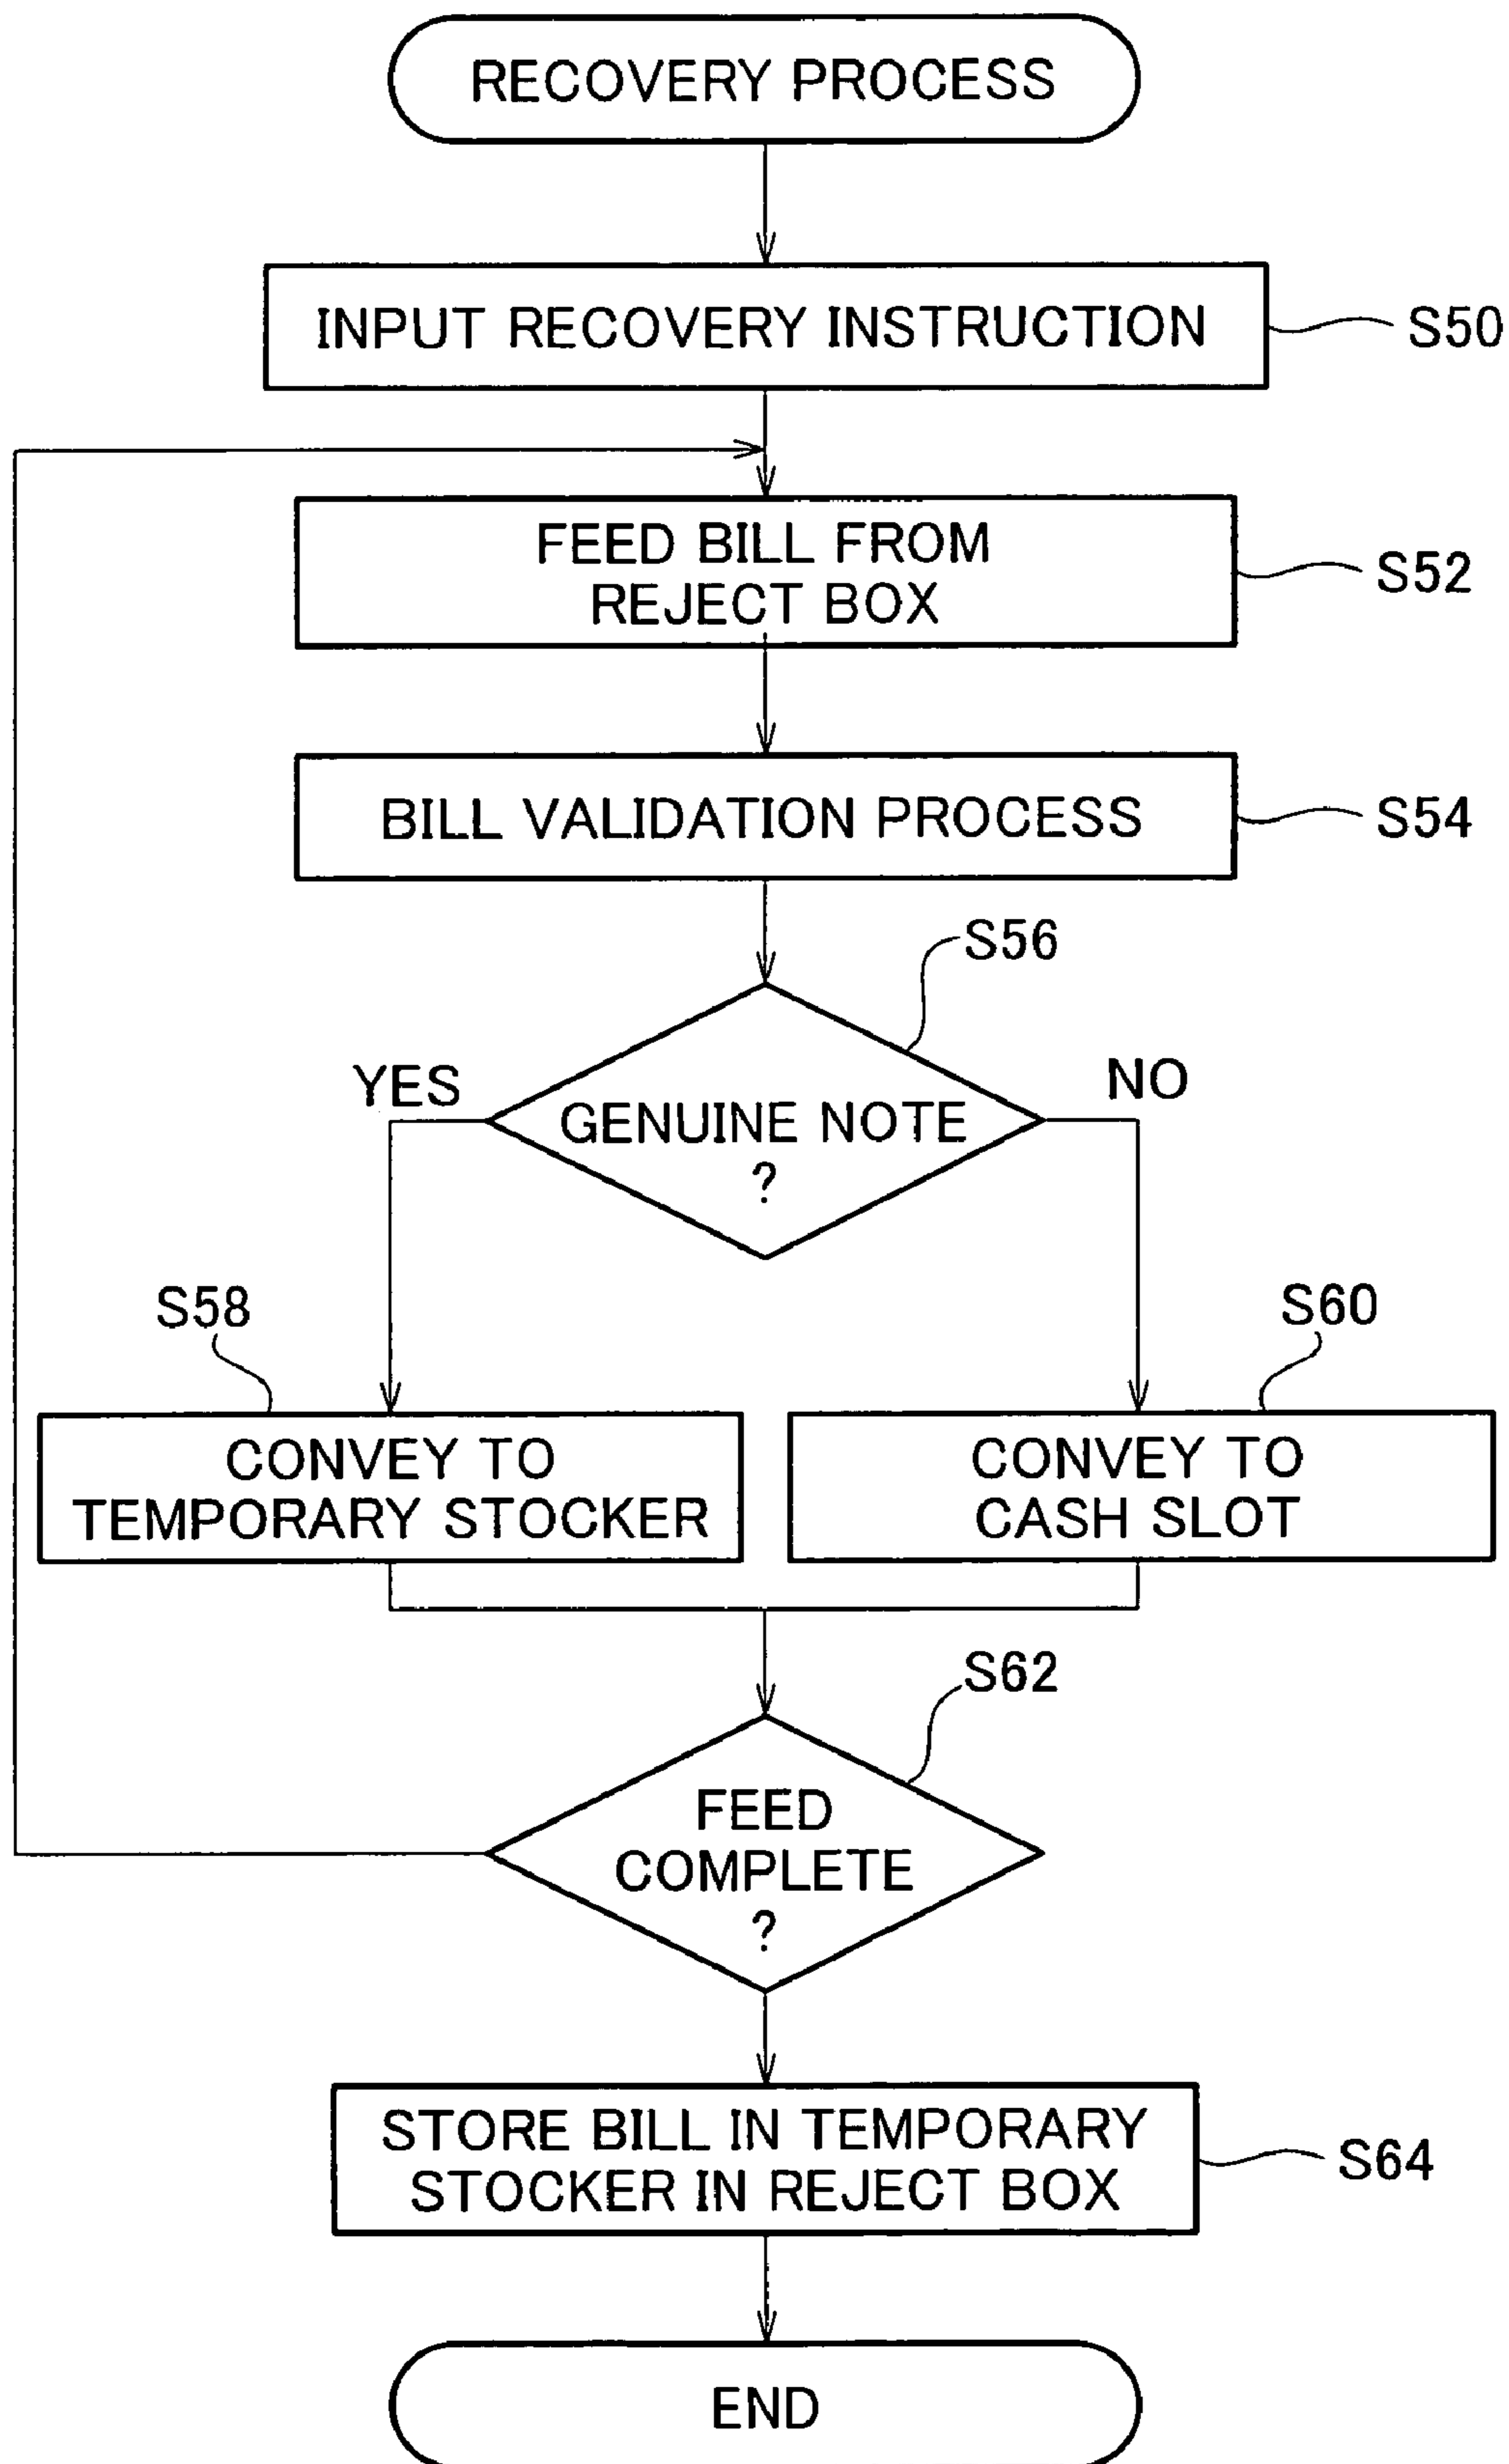 RECOVERY PROCESS
INPUT RECOVERY INSTRUCTION
S50
FEED BILL FROM
REJECT BOX
S52
BILL VALIDATION PROCESS
S54
S56
YES
NO
GENUINE NOTE
?
S58
S60
CONVEY TO
TEMPORARY STOCKER
CONVEY TO
CASH SLOT
S62
FEED
COMPLETE
?
STORE BILL IN TEMPORARY
STOCKER IN REJECT BOX
S64
END